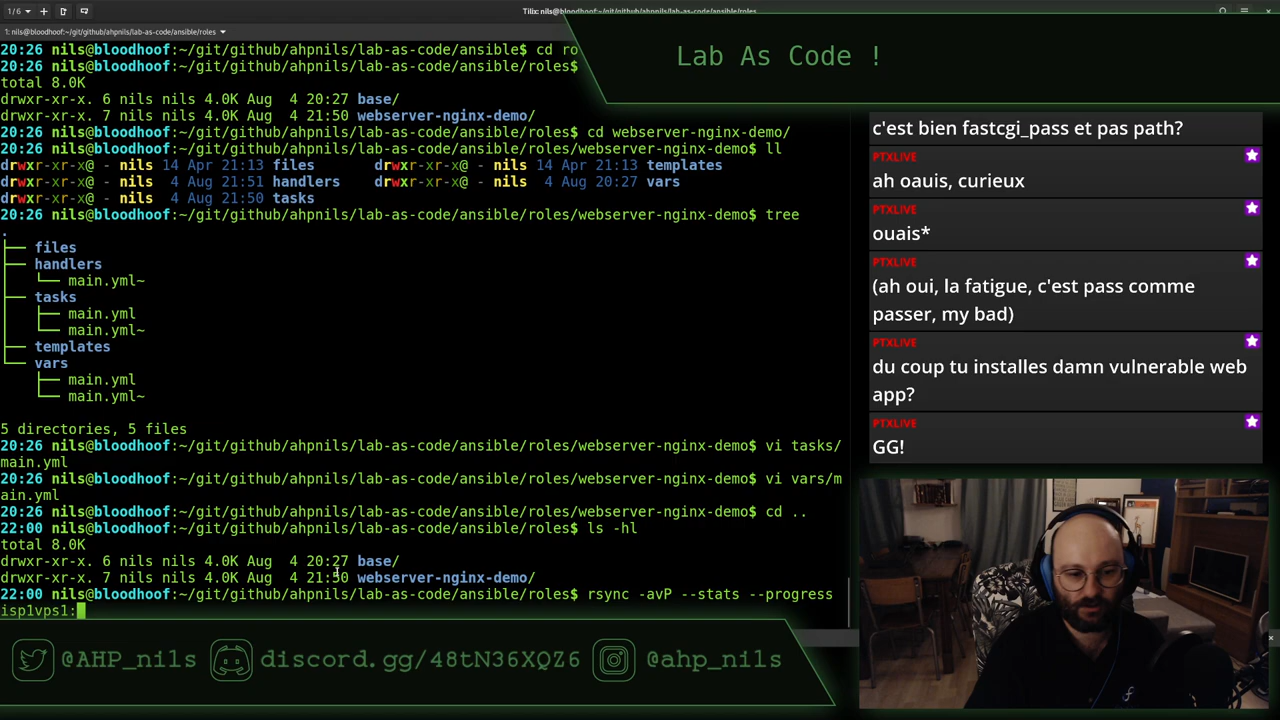 1/6
Tilix: nils@bloodhoof:~/git/github/ahpnils/lab-as-code/ansible/roles
1: nils@bloodhoof:~/git/github/ahpnils/lab-as-code/ansible/roles
20:26 nils@bloodhoof:~/git/github/ahpnils/lab-as-code/ansible$ cd ro
20:26 nils@bloodhoof:~/git/github/ahpnils/lab-as-code/ansible/roles$
total 8.0K
drwxr-xr-x. 6 nils nils 4.0K Aug  4 20:27 base/
drwxr-xr-x. 7 nils nils 4.0K Aug  4 21:50 webserver-nginx-demo/
20:26 nils@bloodhoof:~/git/github/ahpnils/lab-as-code/ansible/roles$ cd webserver-nginx-demo/
20:26 nils@bloodhoof:~/git/github/ahpnils/lab-as-code/ansible/roles/webserver-nginx-demo$ ll
drwxr-xr-x@ - nils 14 Apr 21:13 files drwxr-xr-x@ - nils 14 Apr 21:13 templates
drwxr-xr-x@ - nils  4 Aug 21:51 handlers drwxr-xr-x@ - nils  4 Aug 20:27 vars
drwxr-xr-x@ - nils  4 Aug 21:50 tasks
20:26 nils@bloodhoof:~/git/github/ahpnils/lab-as-code/ansible/roles/webserver-nginx-demo$ tree
.
├── files
├── handlers
│   └── main.yml~
├── tasks
│   ├── main.yml
│   └── main.yml~
├── templates
└── vars
    ├── main.yml
    └── main.yml~
5 directories, 5 files
20:26 nils@bloodhoof:~/git/github/ahpnils/lab-as-code/ansible/roles/webserver-nginx-demo$ vi tasks/
main.yml
20:26 nils@bloodhoof:~/git/github/ahpnils/lab-as-code/ansible/roles/webserver-nginx-demo$ vi vars/m
ain.yml
20:26 nils@bloodhoof:~/git/github/ahpnils/lab-as-code/ansible/roles/webserver-nginx-demo$ cd ..
22:00 nils@bloodhoof:~/git/github/ahpnils/lab-as-code/ansible/roles$ ls -hl
total 8.0K
drwxr-xr-x. 6 nils nils 4.0K Aug  4 20:27 base/
drwxr-xr-x. 7 nils nils 4.0K Aug  4 21:50 webserver-nginx-demo/
22:00 nils@bloodhoof:~/git/github/ahpnils/lab-as-code/ansible/roles$ rsync -avP --stats --progress
isp1vps1:
Lab As Code !
c'est bien fastcgi_pass et pas path?
PTXLIVE
ah oauis, curieux
PTXLIVE
ouais*
PTXLIVE
(ah oui, la fatigue, c'est pass comme
passer, my bad)
PTXLIVE
du coup tu installes damn vulnerable web
app?
PTXLIVE
GG!
@AHP_nils
discord.gg/48tN36XQZ6
@ahp_nils